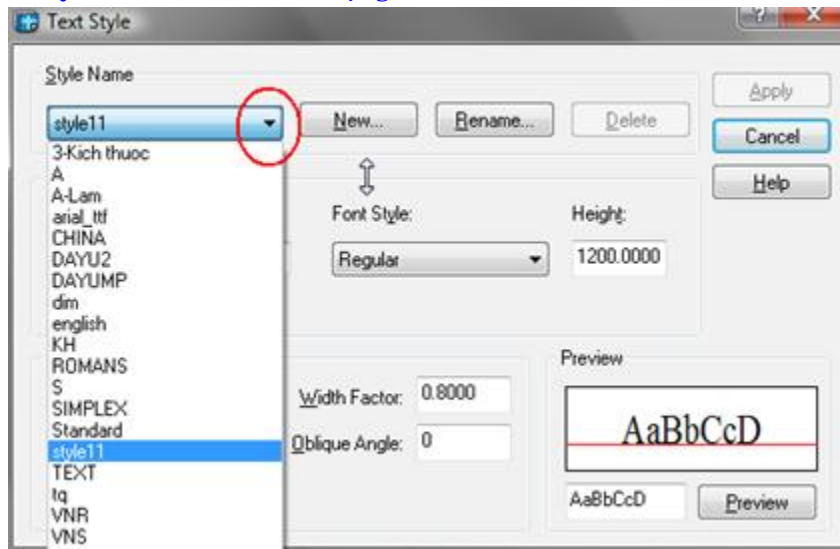 Text Style
Style Name
style11
New...
Rename...
Delete
Apply
Cancel
Help
3-Kich thuoc
A
A-Lam
arial_ttf
CHINA
DAYU2
DAYUMP
dim
english
KH
ROMANS
S
SIMPLEX
Standard
style11
TEXT
tq
VNR
VNS
Font Style:
Height:
Regular
1200.0000
Width Factor: 0.8000
Oblique Angle: 0
Preview
AaBbCcD
AaBbCcD
Preview